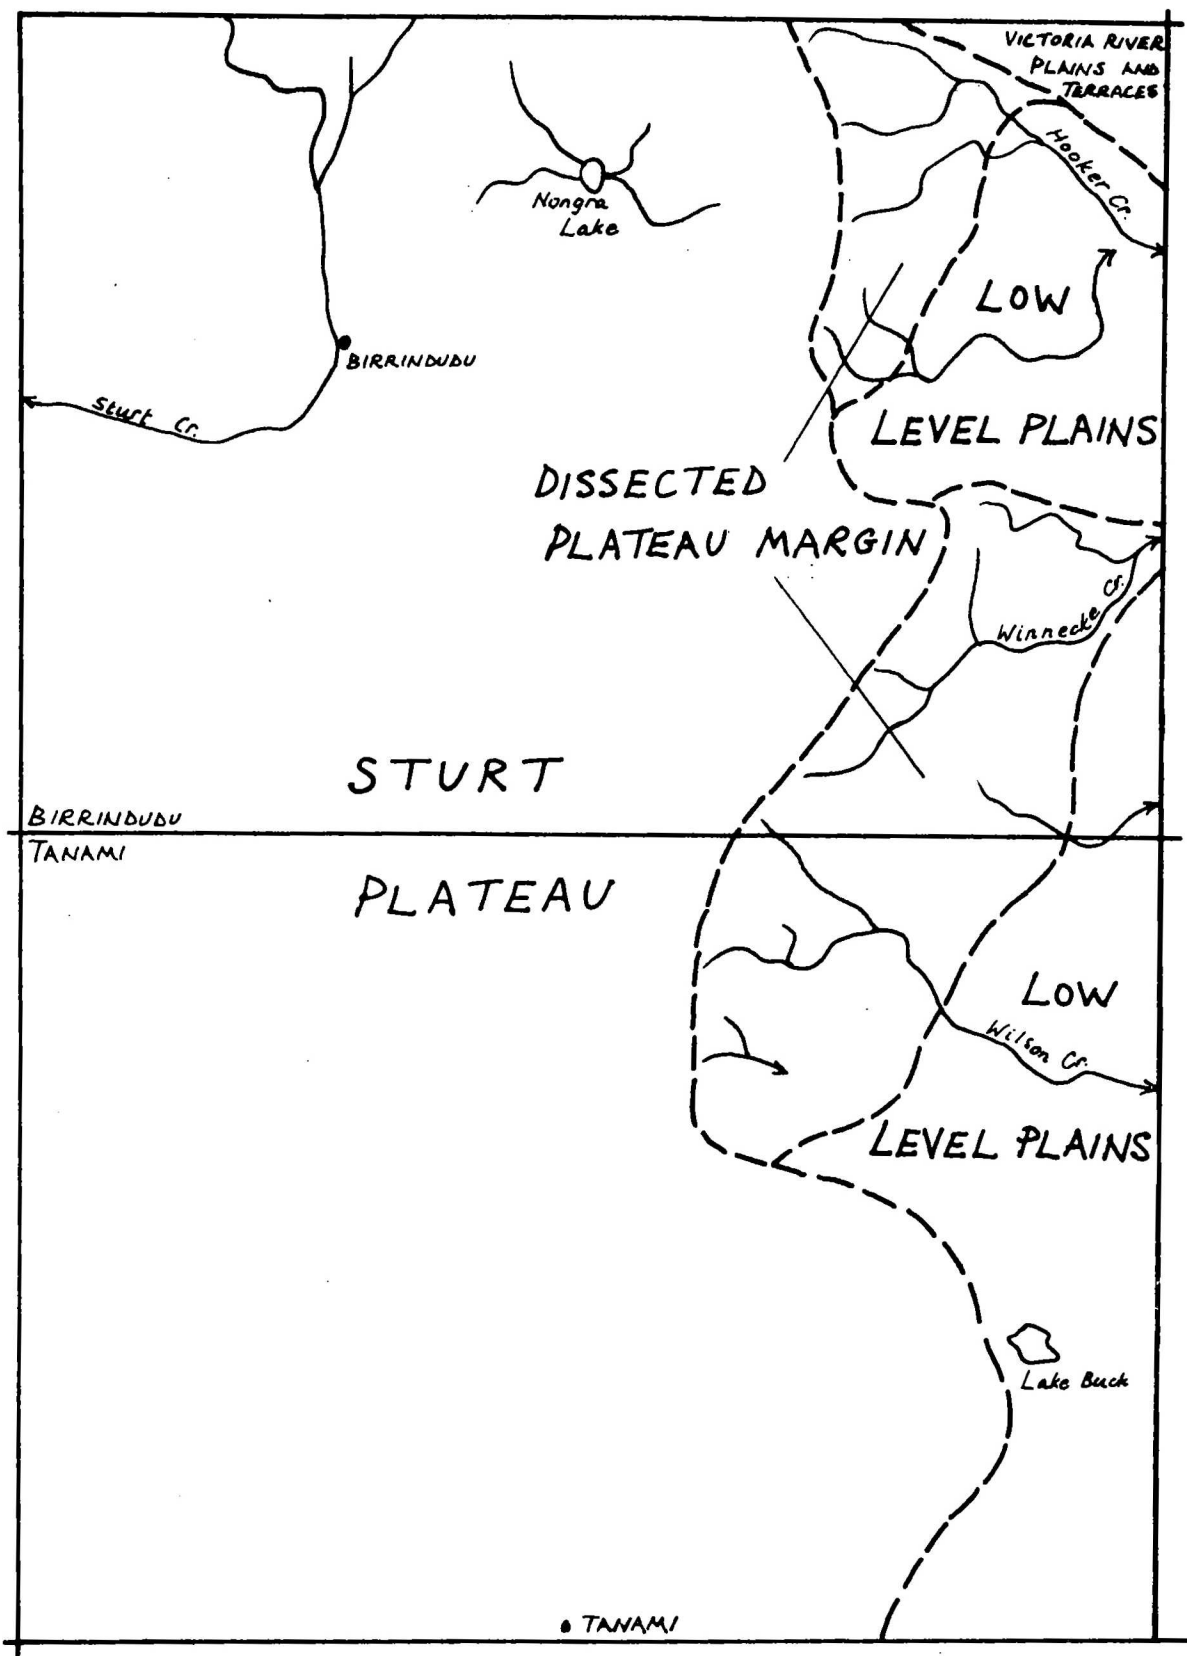 VICTORIA RIVER
PLAINS AND
TERRACES
Hooker Cr.
Nongra
Lake
LOW
BIRRINDUDU
Sturt Cr.
LEVEL PLAINS
DISSECTED
PLATEAU MARGIN
Winnecke Cr.
STURT
BIRRINDUDU
TANAMI
PLATEAU
LOW
Wilson Cr.
LEVEL PLAINS
Lake Buck
TANAMI